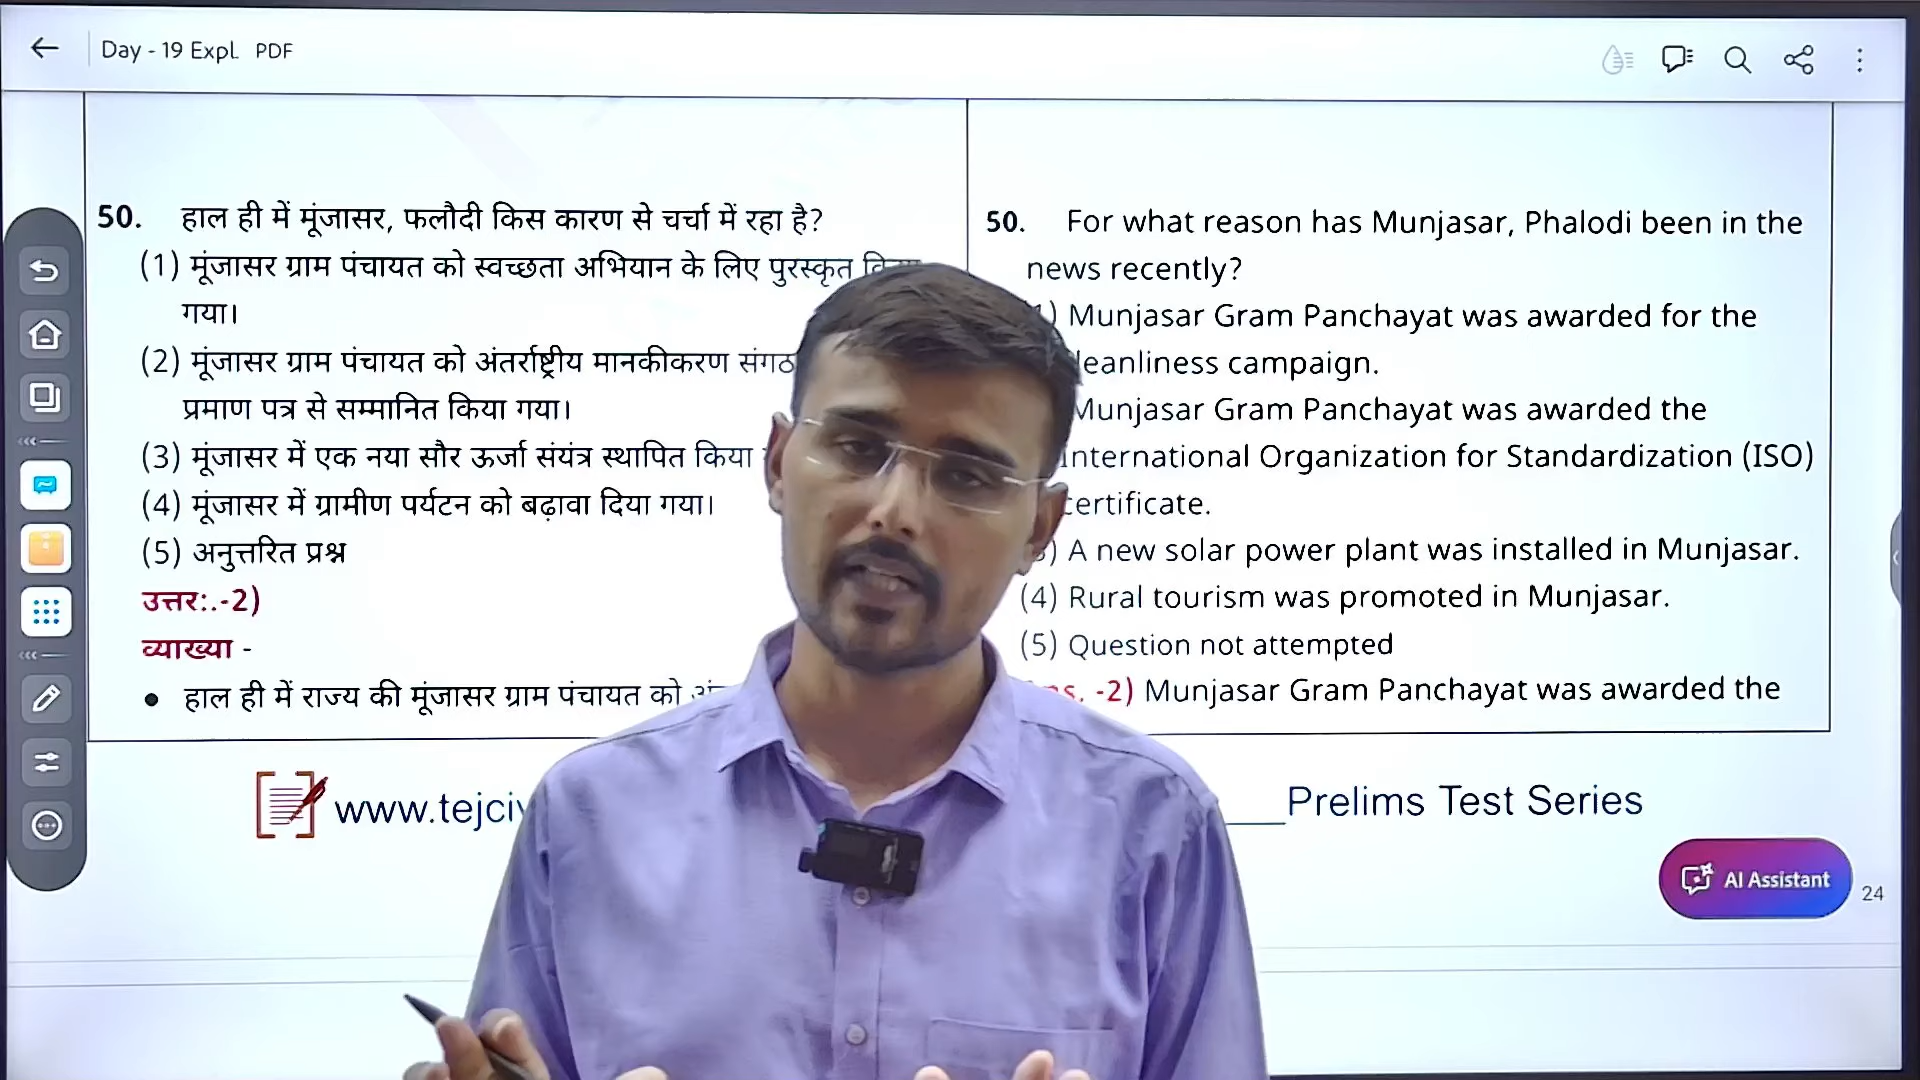 Day - 19 Expl. PDF
50. हाल ही में मूंजासर, फलौदी किस कारण से चर्चा में रहा है?
(1) मूंजासर ग्राम पंचायत को स्वच्छता अभियान के लिए पुरस्कृत
गया।
(2) मूंजासर ग्राम पंचायत को अंतर्राष्ट्रीय मानकीकरण
प्रमाण पत्र से सम्मानित किया गया।
(3) मूंजासर में एक नया सौर ऊर्जा संयंत्र स्थापित किया
(4) मूंजासर में ग्रामीण पर्यटन को बढ़ावा दिया गया।
(5) अनुत्तरित प्रश्न
उत्तर:.-2)
व्याख्या -
• हाल ही में राज्य की मूंजासर ग्राम पंचायत को
50. For what reason has Munjasar, Phalodi been in the
news recently?
Munjasar Gram Panchayat was awarded for the
campaign.
Munjasar Gram Panchayat was awarded the
International Organization for Standardization (ISO)
certificate.
A new solar power plant was installed in Munjasar.
(4) Rural tourism was promoted in Munjasar.
(5) Question not attempted
-2) Munjasar Gram Panchayat was awarded the
Prelims Test Series
AI Assistant
24